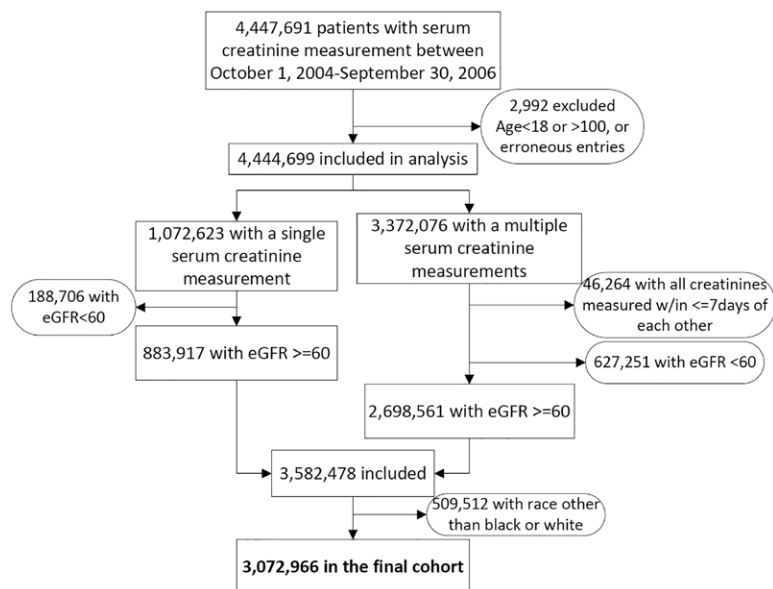 4,447,691 patients with serum
creatinine measurement between
October 1, 2004-September 30, 2006
2,992 excluded
Age<18 or >100, or
erroneous entries
4,444,699 included in analysis
1,072,623 with a single
serum creatinine
measurement
3,372,076 with a multiple
serum creatinine
measurements
188,706 with
eGFR<60
46,264 with all creatinines
measured w/in <=7days of
each other
883,917 with eGFR >=60
627,251 with eGFR <60
2,698,561 with eGFR >=60
3,582,478 included
509,512 with race other
than black or white
3,072,966 in the final cohort